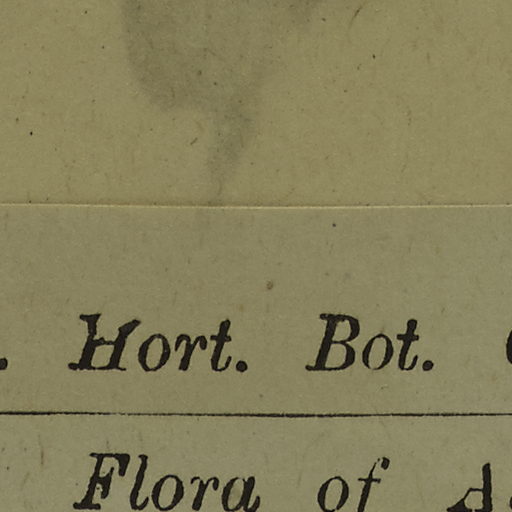 . Hort. Bot.
Flora of